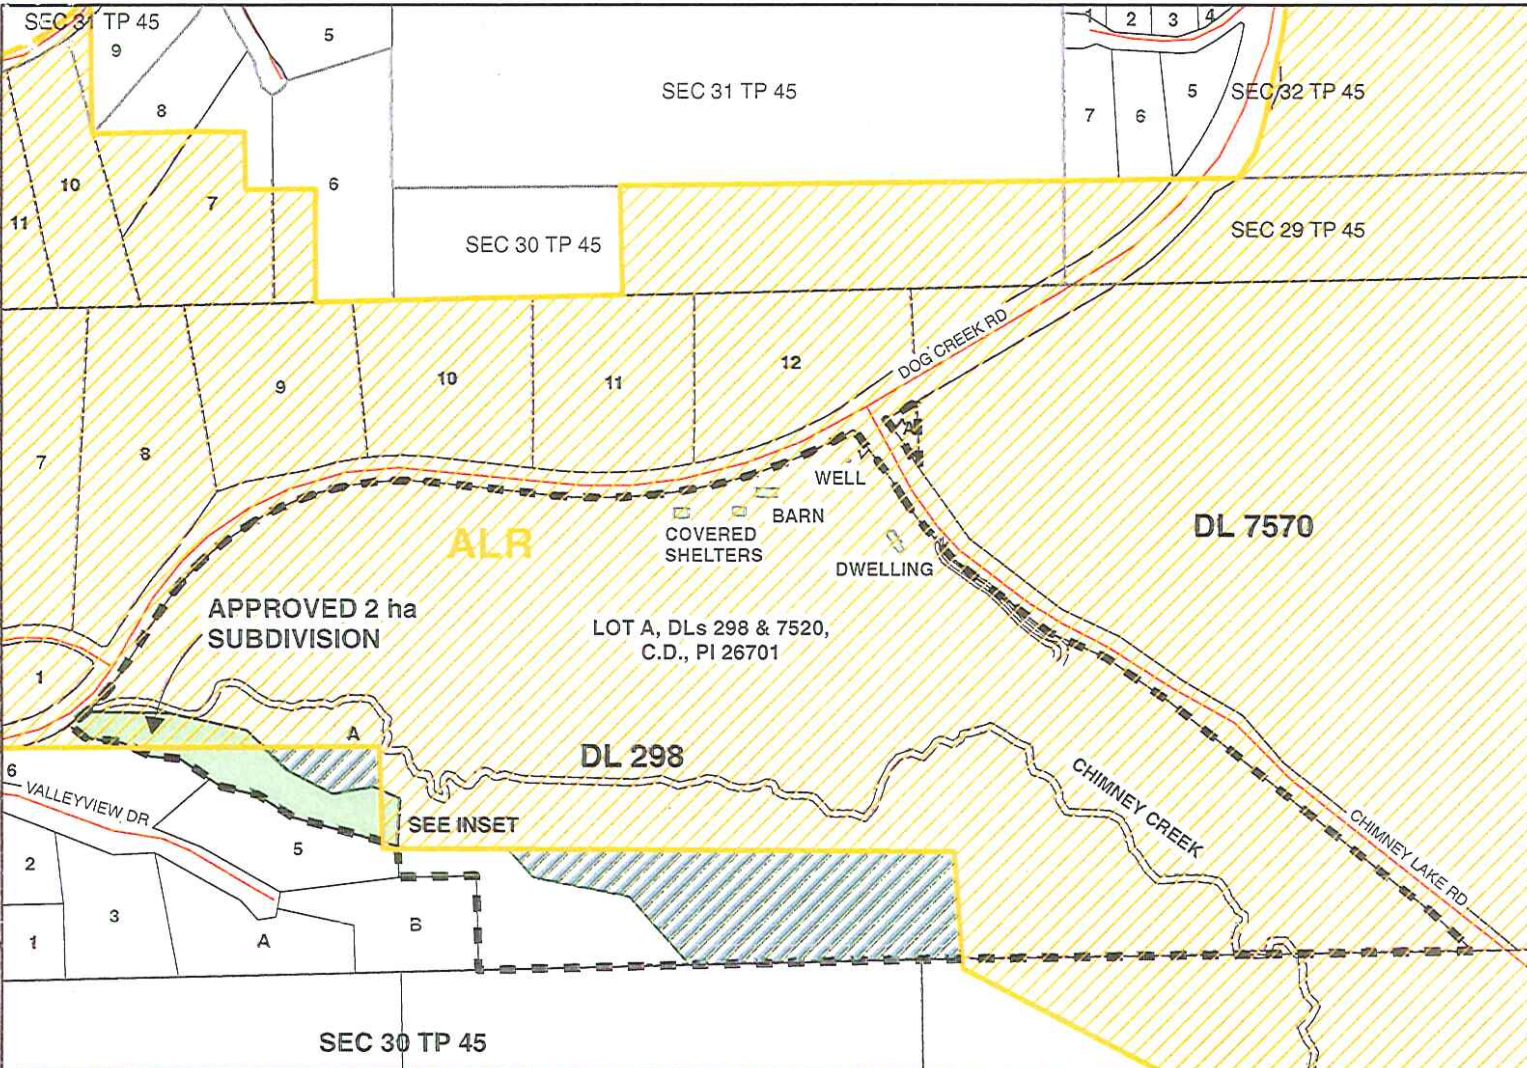 SEC 31 TP 45
9
5
1
2
3
4
SEC 31 TP 45
5
SEC 32 TP 45
8
7
6
10
6
7
11
SEC 30 TP 45
SEC 29 TP 45
DOG CREEK RD
12
9
10
11
7
8
A
WELL
BARN
COVERED
SHELTERS
DWELLING
DL 7570
ALR
APPROVED 2 ha
SUBDIVISION
LOT A, DLs 298 & 7520,
C.D., PI 26701
1
A
DL 298
6
VALLEYVIEW DR
CHIMNEY CREEK
CHIMNEY LAKE RD
SEE INSET
5
2
3
B
1
A
SEC 30 TP 45